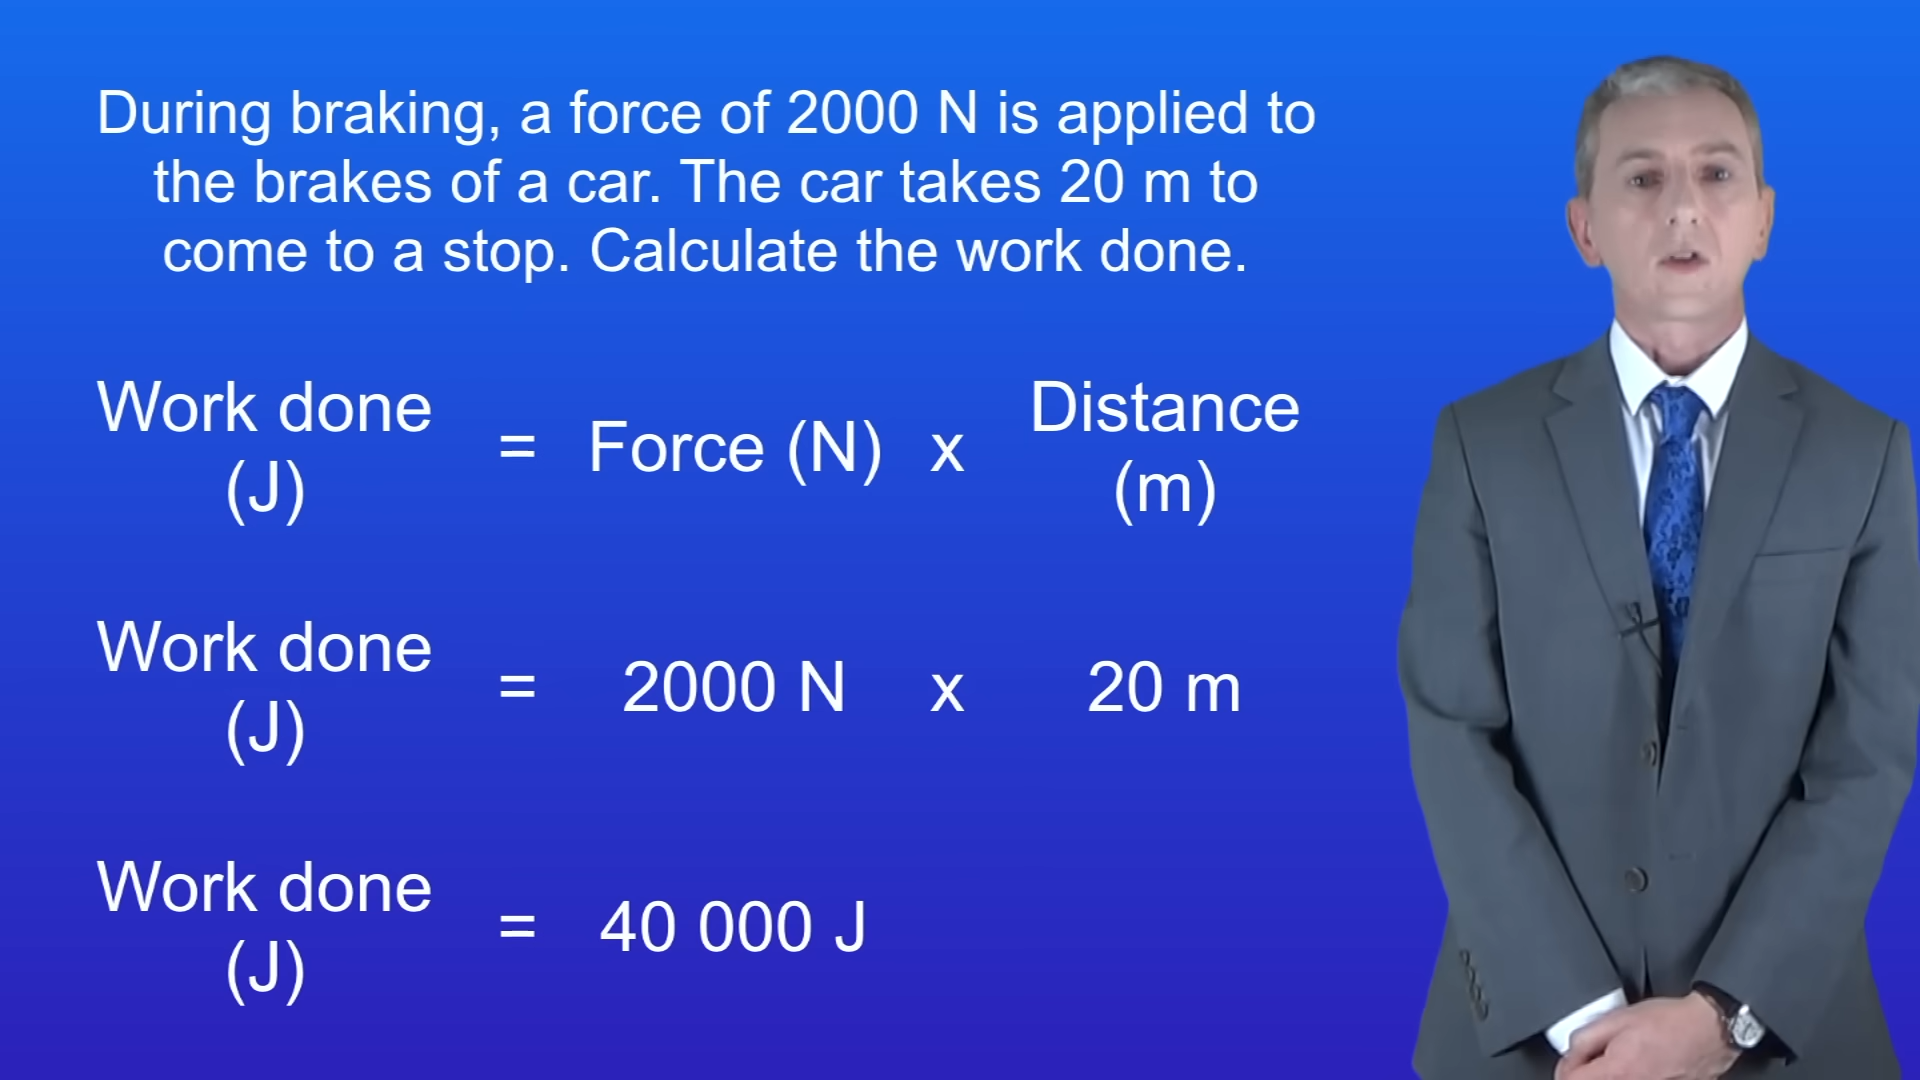 During braking, a force of 2000 N is applied to
the brakes of a car. The car takes 20 m to
come to a stop. Calculate the work done.
Work done
(J)
= Force (N) x
Distance
(m)
Work done
(J)
= 2000 N x 20 m
Work done
(J)
= 40 000 J